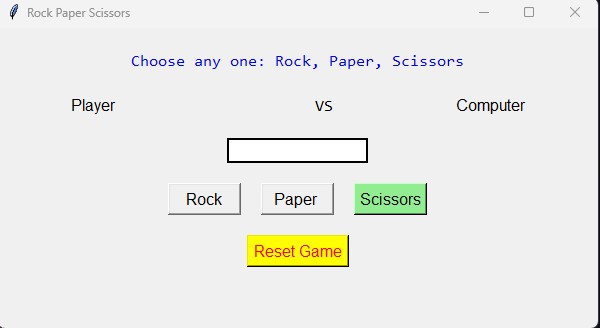 Rock Paper Scissors
Choose any one: Rock, Paper, Scissors
Player VS Computer
Rock Paper Scissors
Reset Game